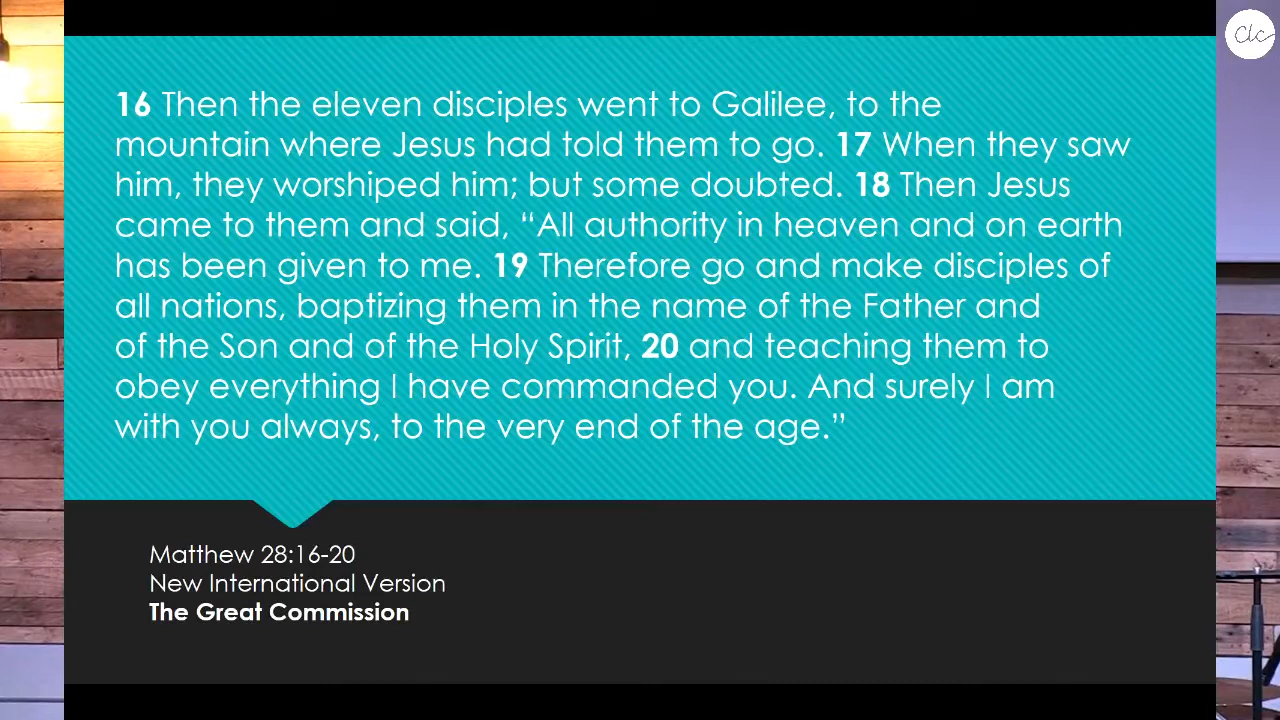 clc
16 Then the eleven disciples went to Galilee, to the
mountain where Jesus had told them to go. 17 When they saw
him, they worshiped him; but some doubted. 18 Then Jesus
came to them and said, “All authority in heaven and on earth
has been given to me. 19 Therefore go and make disciples of
all nations, baptizing them in the name of the Father and
of the Son and of the Holy Spirit, 20 and teaching them to
obey everything I have commanded you. And surely I am
with you always, to the very end of the age.”
Matthew 28:16-20
New International Version
The Great Commission